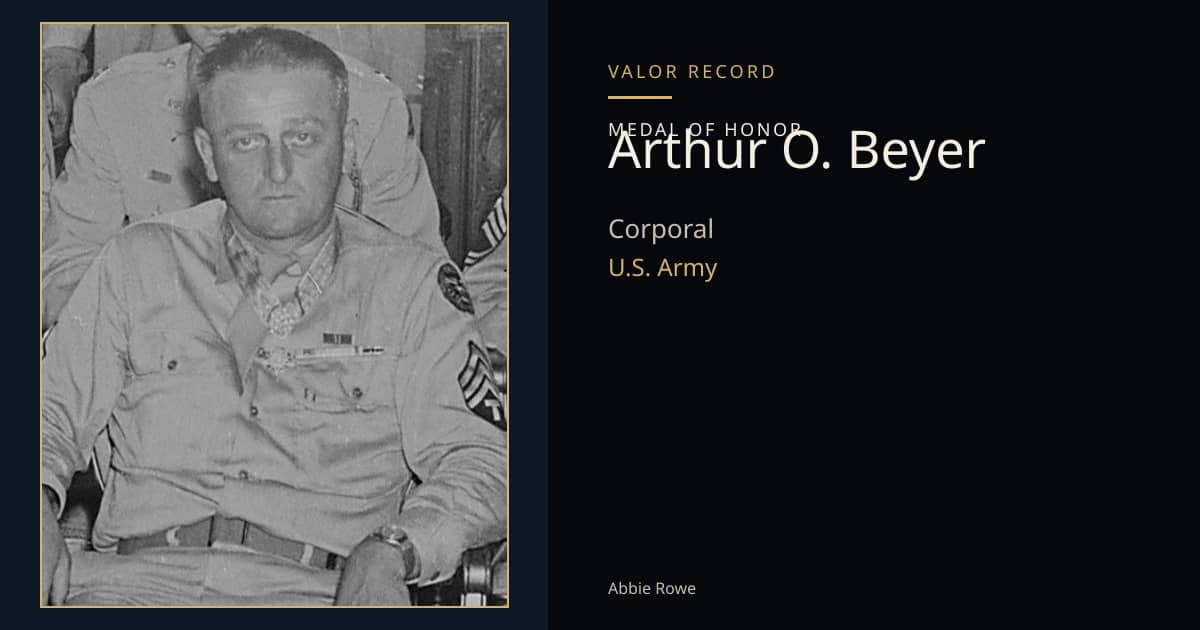 VALOR RECORD
MEDAL OF HONOR
Arthur O. Beyer
Corporal
U.S. Army
Abbie Rowe